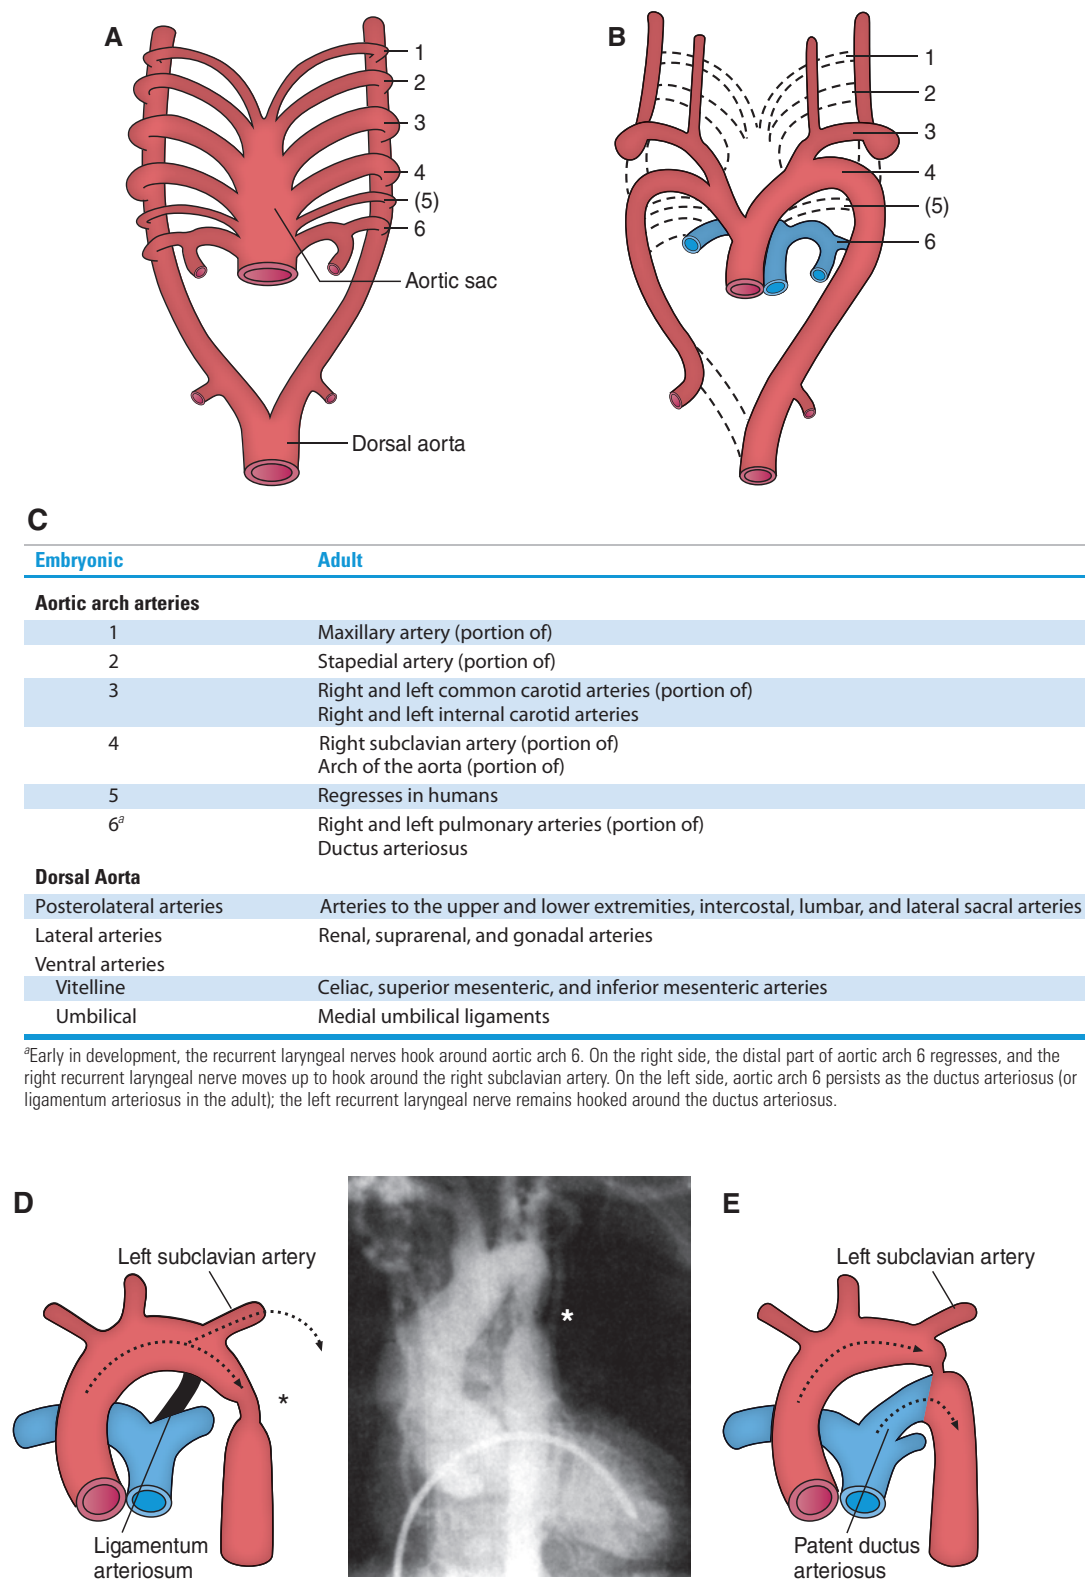 A
1
2
3
4
(5)
6
Aortic sac
Dorsal aorta
B
1
2
3
4
(5)
6
C
Embryonic Adult
Aortic arch arteries
1 Maxillary artery (portion of)
2 Stapedial artery (portion of)
3 Right and left common carotid arteries (portion of)
Right and left internal carotid arteries
4 Right subclavian artery (portion of)
Arch of the aorta (portion of)
5 Regresses in humans
6a Right and left pulmonary arteries (portion of)
Ductus arteriosus
Dorsal Aorta
Posterolateral arteries Arteries to the upper and lower extremities, intercostal, lumbar, and lateral sacral arteries
Lateral arteries Renal, suprarenal, and gonadal arteries
Ventral arteries
Vitelline Celiac, superior mesenteric, and inferior mesenteric arteries
Umbilical Medial umbilical ligaments
aEarly in development, the recurrent laryngeal nerves hook around aortic arch 6. On the right side, the distal part of aortic arch 6 regresses, and the
right recurrent laryngeal nerve moves up to hook around the right subclavian artery. On the left side, aortic arch 6 persists as the ductus arteriosus (or
ligamentum arteriosus in the adult); the left recurrent laryngeal nerve remains hooked around the ductus arteriosus.
D
Left subclavian artery
*
Ligamentum
arteriosum
*
E
Left subclavian artery
Patent ductus
arteriosus